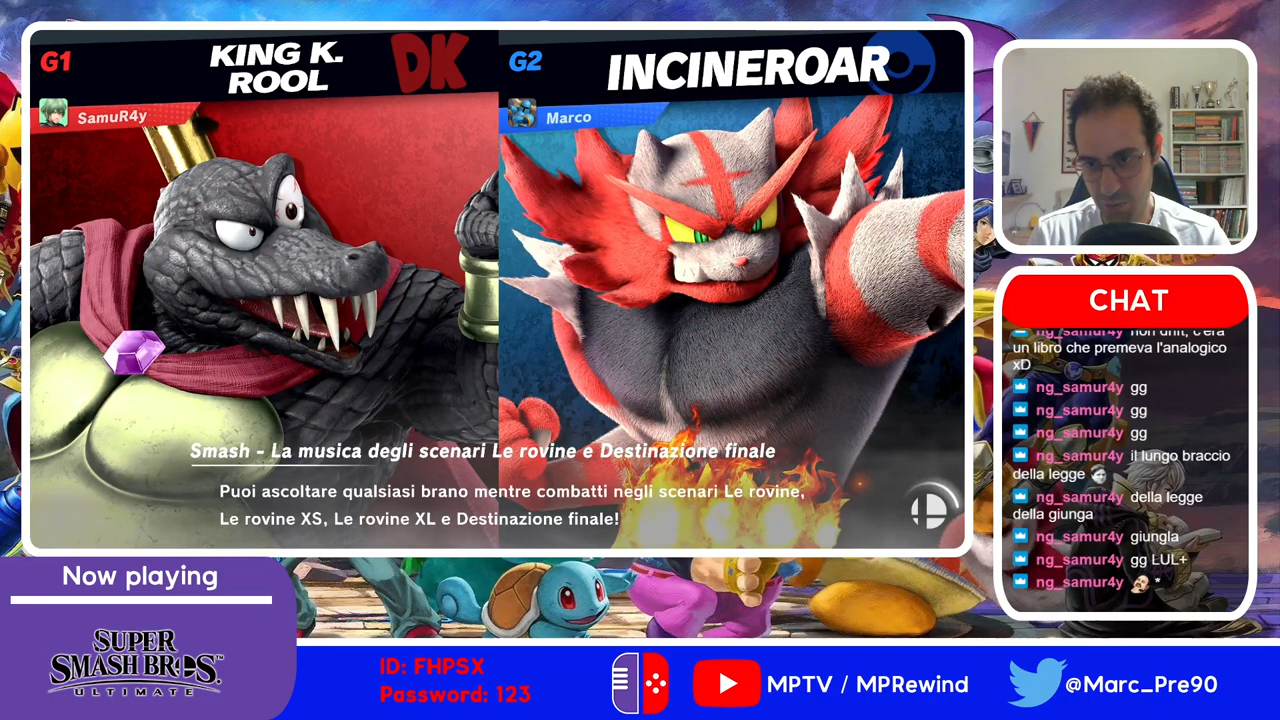 G1
KING K.
ROOL
DK
SamuR4y
G2
INCINEROAR
Marco
Smash - La musica degli scenari Le rovine e Destinazione finale
Puoi ascoltare qualsiasi brano mentre combatti negli scenari Le rovine,
Le rovine XS, Le rovine XL e Destinazione finale!
CHAT
ng_samur4y non unit, c'era
un libro che premeva l'analogico
xD
ng_samur4y gg
ng_samur4y gg
ng_samur4y gg
ng_samur4y il lungo braccio
della legge
ng_samur4y della legge
della giunga
ng_samur4y giungla
ng_samur4y gg LUL+
ng_samur4y *
Now playing
SUPER
SMASH BROS.
ULTIMATE
ID: FHPSX
Password: 123
MPTV / MPRewind
@Marc_Pre90